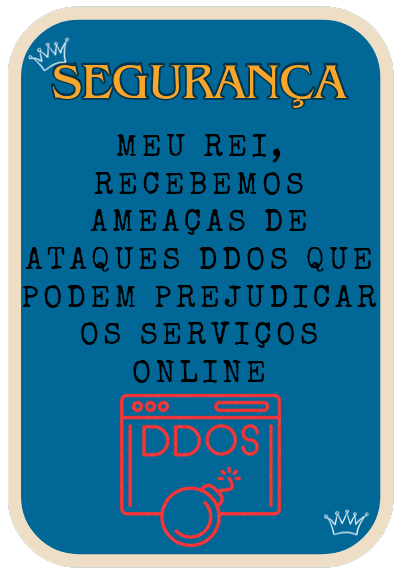 SEGURANÇA
MEU REI,
RECEBEMOS
AMEAÇAS DE
ATAQUES DDOS QUE
PODEM PREJUDICAR
OS SERVIÇOS
ONLINE
DDOS